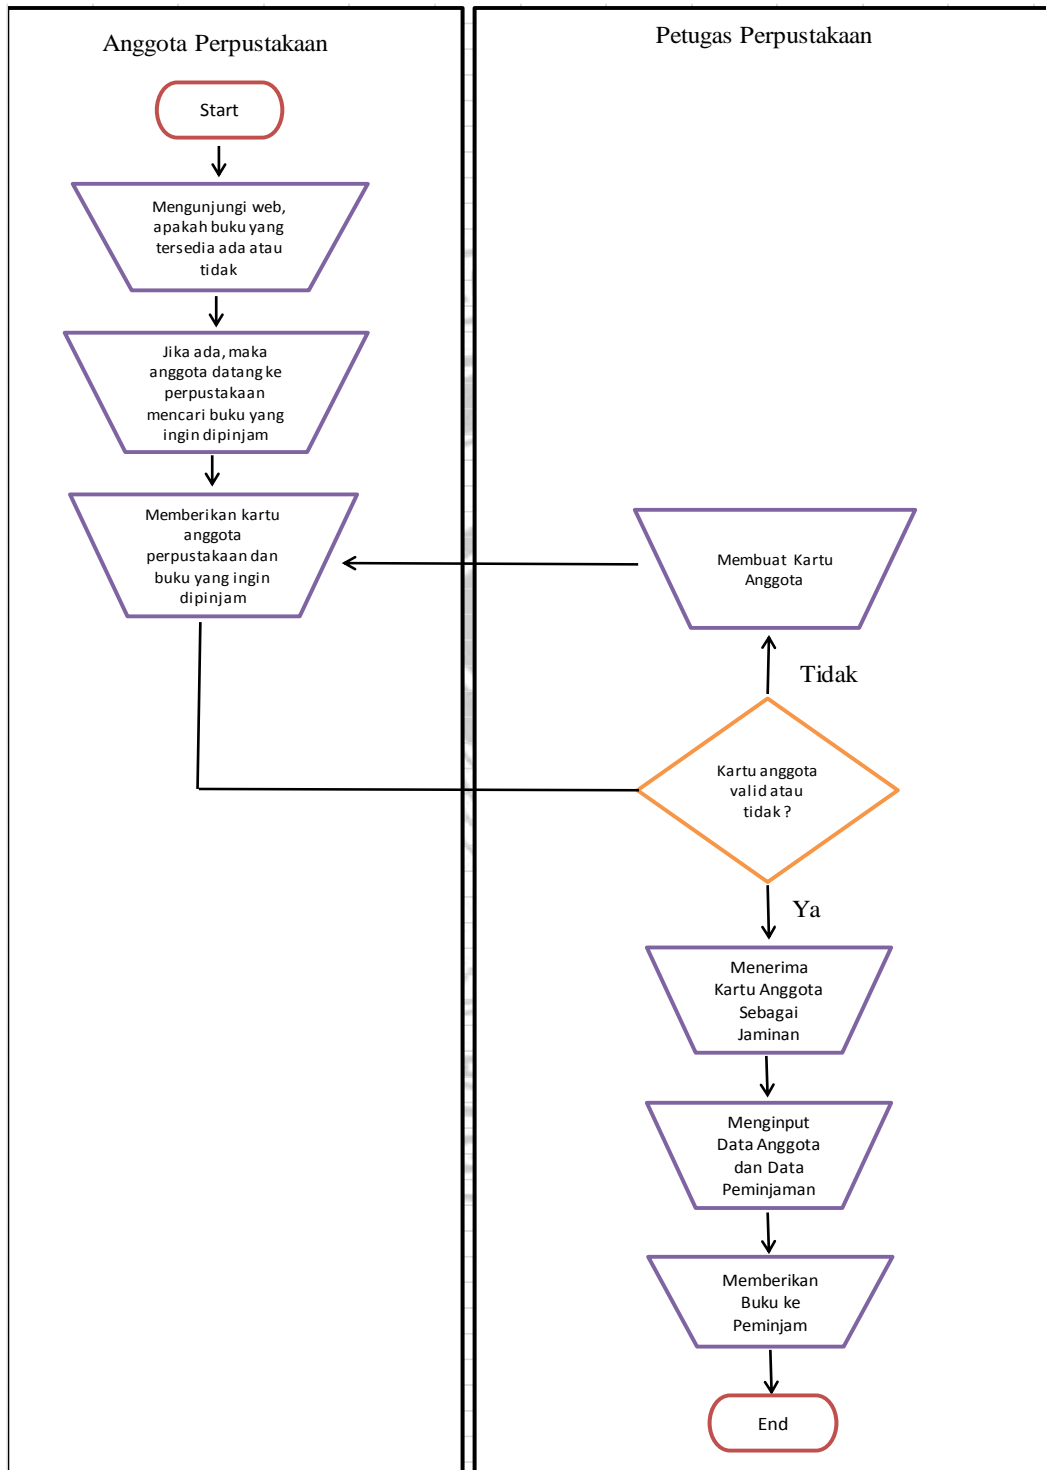 Anggota Perpustakaan
Petugas Perpustakaan
Start
Mengunjungi web,
apakah buku yang
tersedia ada atau
tidak
Jika ada, maka
anggota datang ke
perpustakaan
mencari buku yang
ingin dipinjam
Memberikan kartu
anggota
perpustakaan dan
buku yang ingin
dipinjam
Membuat Kartu
Anggota
Tidak
Kartu anggota
valid atau
tidak ?
Ya
Menerima
Kartu Anggota
Sebagai
Jaminan
Menginput
Data Anggota
dan Data
Peminjaman
Memberikan
Buku ke
Peminjam
End